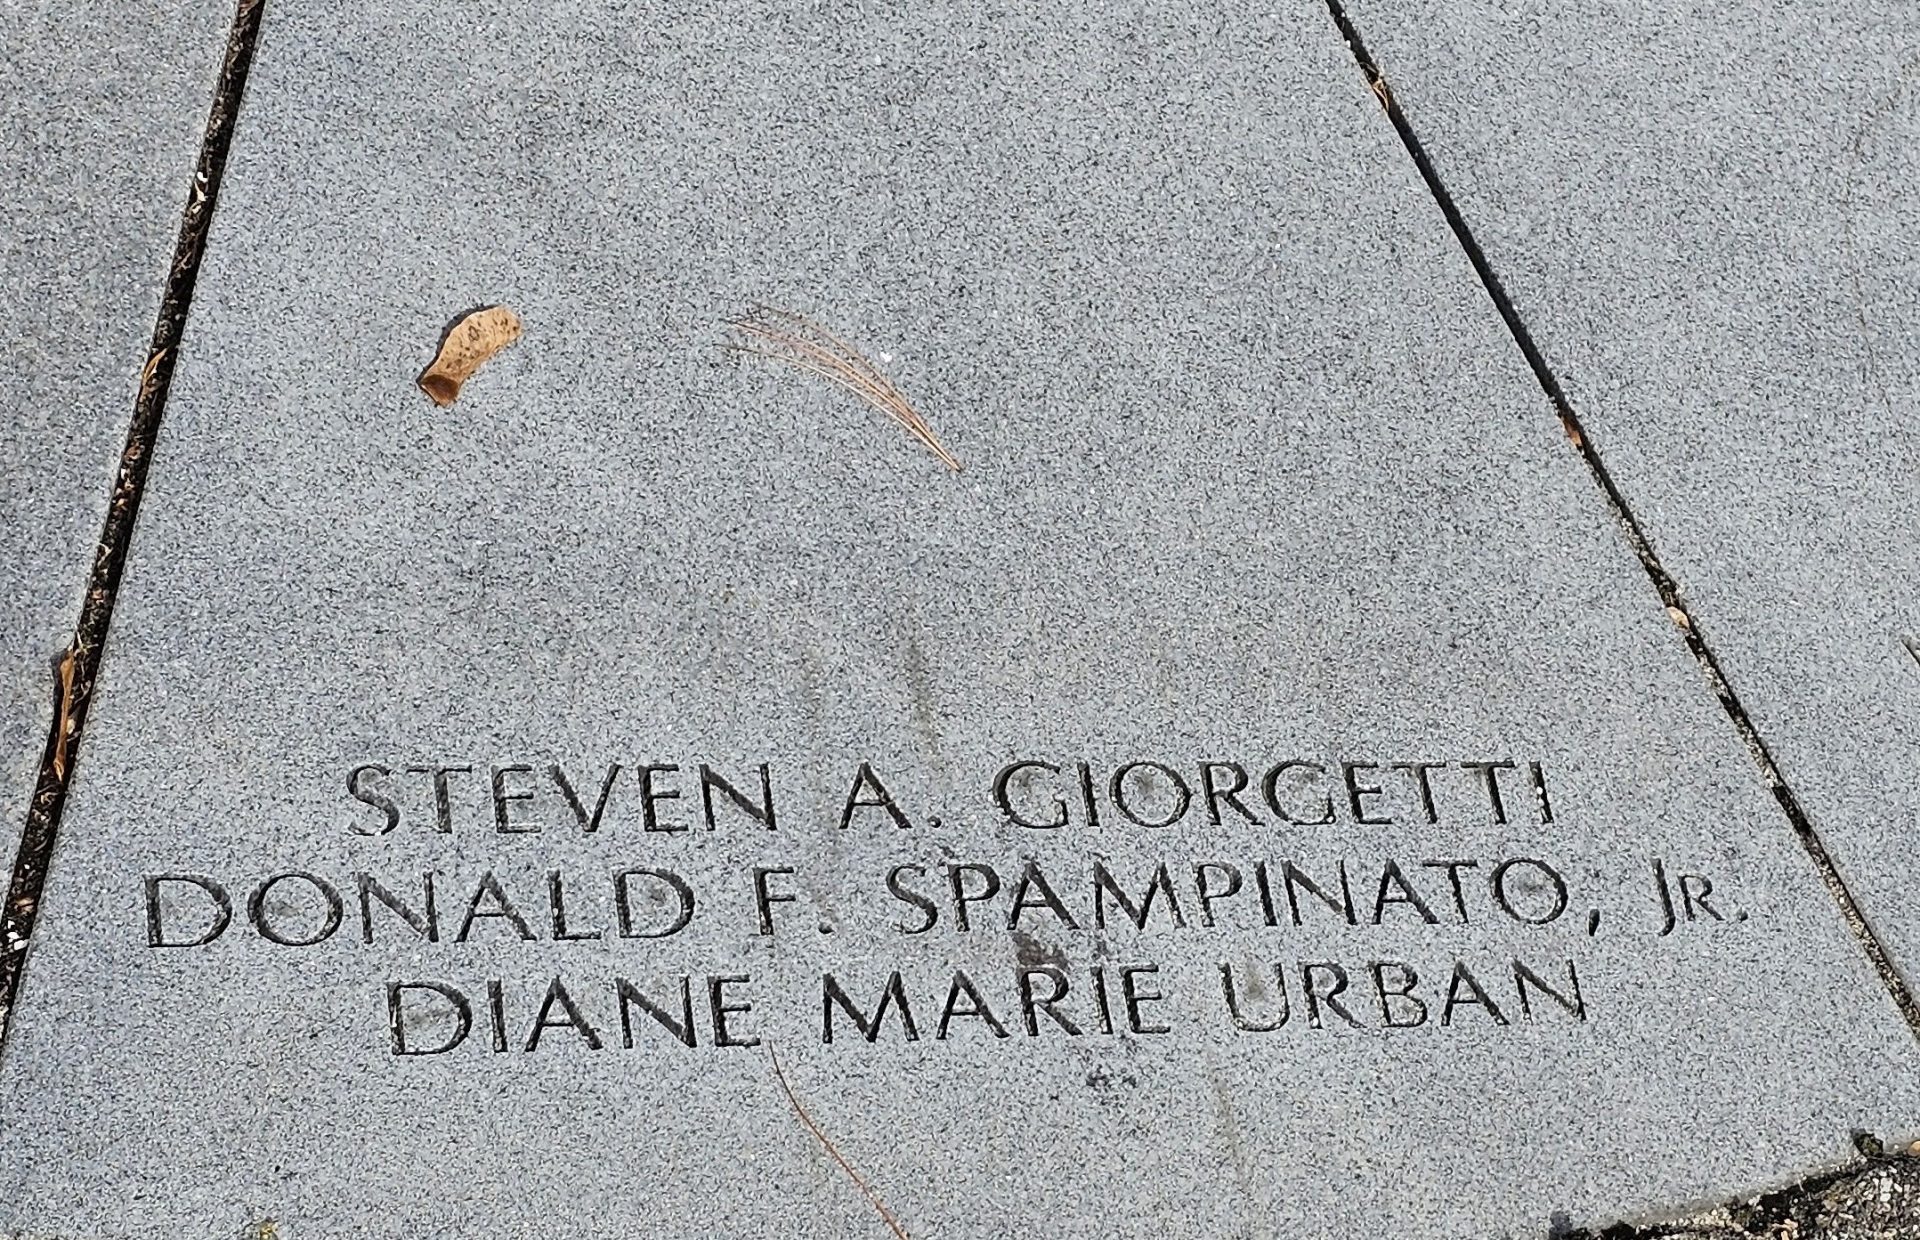 STEVEN A. GIORGETTI
DONALD F. SPAMPINATO, JR.
DIANE MARIE URBAN